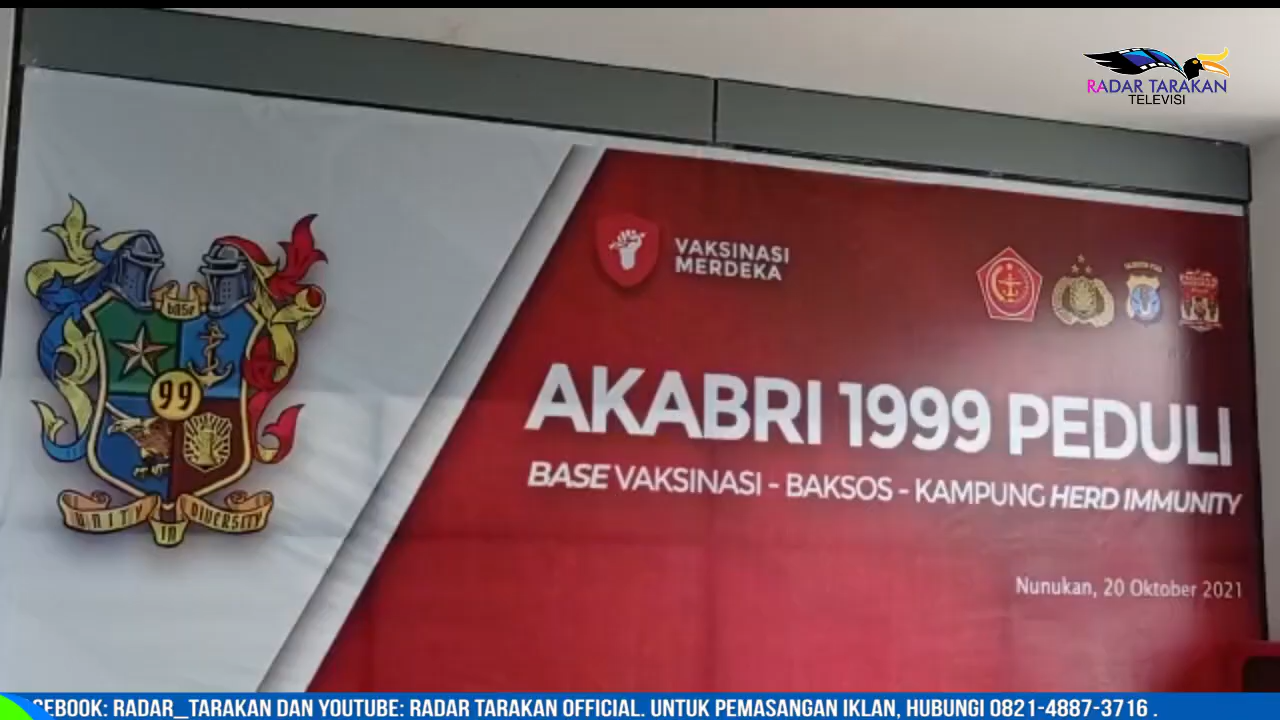 RADAR TARAKAN
TELEVISI
VAKSINASI
MERDEKA
BASE
99
UNITY
IN
DIVERSITY
AKABRI 1999 PEDULI
BASE VAKSINASI - BAKSOS - KAMPUNG HERD IMMUNITY
Nunukan, 20 Oktober 2021
CEBOOK: RADAR_TARAKAN DAN YOUTUBE: RADAR TARAKAN OFFICIAL. UNTUK PEMASANGAN IKLAN, HUBUNGI 0821-4887-3716 .